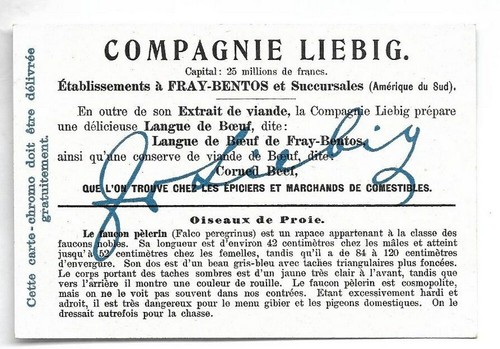 COMPAGNIE LIEBIG.
Capital: 25 millions de francs.
Établissements à FRAY-BENTOS et Succursales (Amérique du Sud).
En outre de son Extrait de viande, la Compagnie Liebig prépare
une délicieuse Langue de Bœuf, dite:
Langue de Bœuf de Fray-Bentos,
ainsi qu'une conserve de viande de Bœuf, dite
Corned Beef,
QUE L'ON TROUVE CHEZ LES ÉPICIERS ET MARCHANDS DE COMESTIBLES.
Oiseaux de Proie.
Le faucon pèlerin (Falco peregrinus) est un rapace appartenant à la classe des
faucons nobles. Sa longueur est d'environ 42 centimètres chez les mâles et atteint
jusqu'à 52 centimètres chez les femelles, tandis qu'il a de 84 à 120 centimètres
d'envergure. Son dos est d'un beau gris-bleu avec taches triangulaires plus foncées.
Le corps portant des taches sombres est d'un jaune très clair à l'avant, tandis que
vers l'arrière il montre une couleur de rouille. Le faucon pèlerin est cosmopolite,
mais on ne le voit pas souvent dans nos contrées. Etant excessivement hardi et
adroit, il est très dangereux pour le menu gibier et les pigeons domestiques. On le
dressait autrefois pour la chasse.
Cette carte-chromo doit être délivrée
gratuitement.
JvLiebig